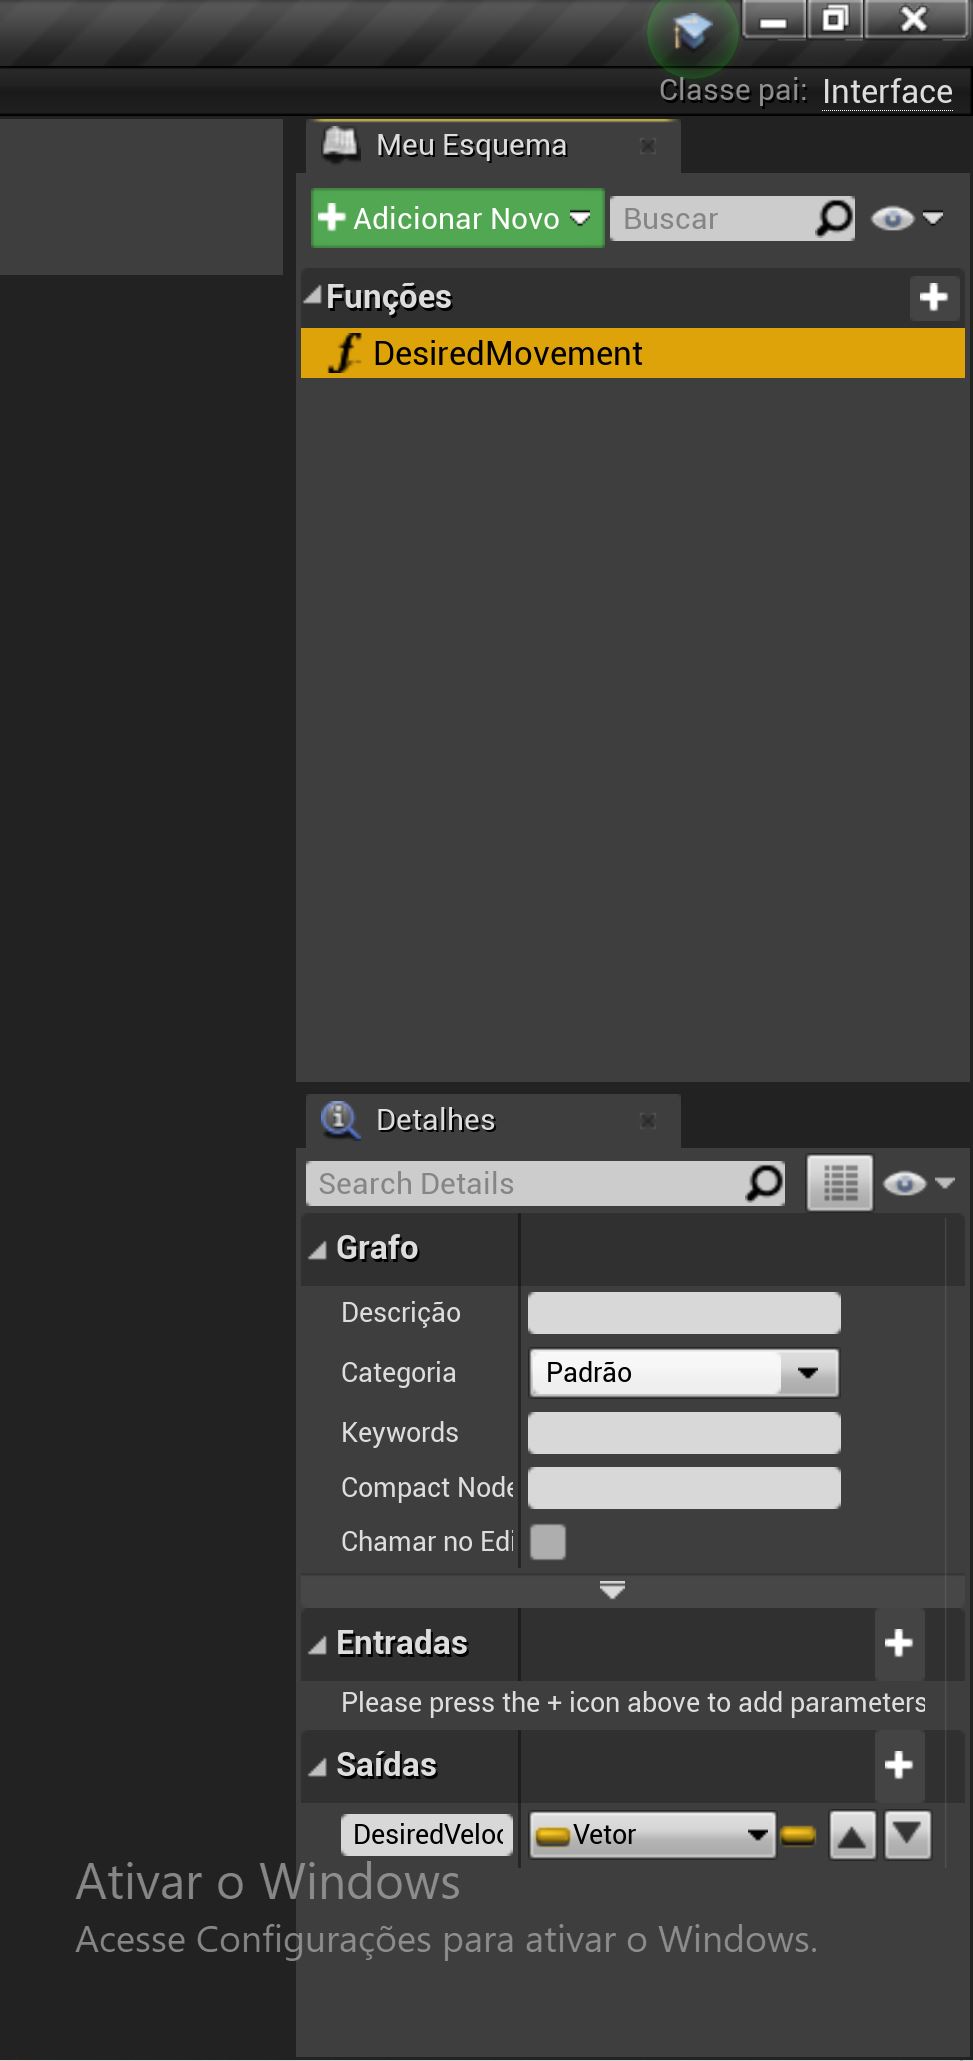 Classe pai: Interface
Meu Esquema
Adicionar Novo
Buscar
Funções
DesiredMovement
Detalhes
Search Details
Grafo
Descrição
Categoria
Padrão
Keywords
Compact Node
Chamar no Edi
Entradas
Please press the + icon above to add parameters
Saídas
DesiredVeloc
Vetor
Ativar o Windows
Acesse Configurações para ativar o Windows.